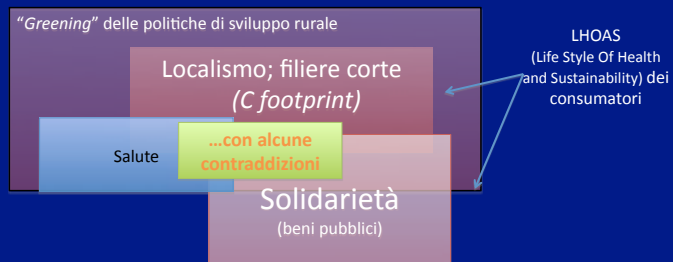 “Greening” delle politiche di sviluppo rurale
Localismo; filiere corte
(C footprint)
LHOAS
(Life Style Of Health
and Sustainability) dei
consumatori
Salute
…con alcune
contraddizioni
Solidarietà
(beni pubblici)